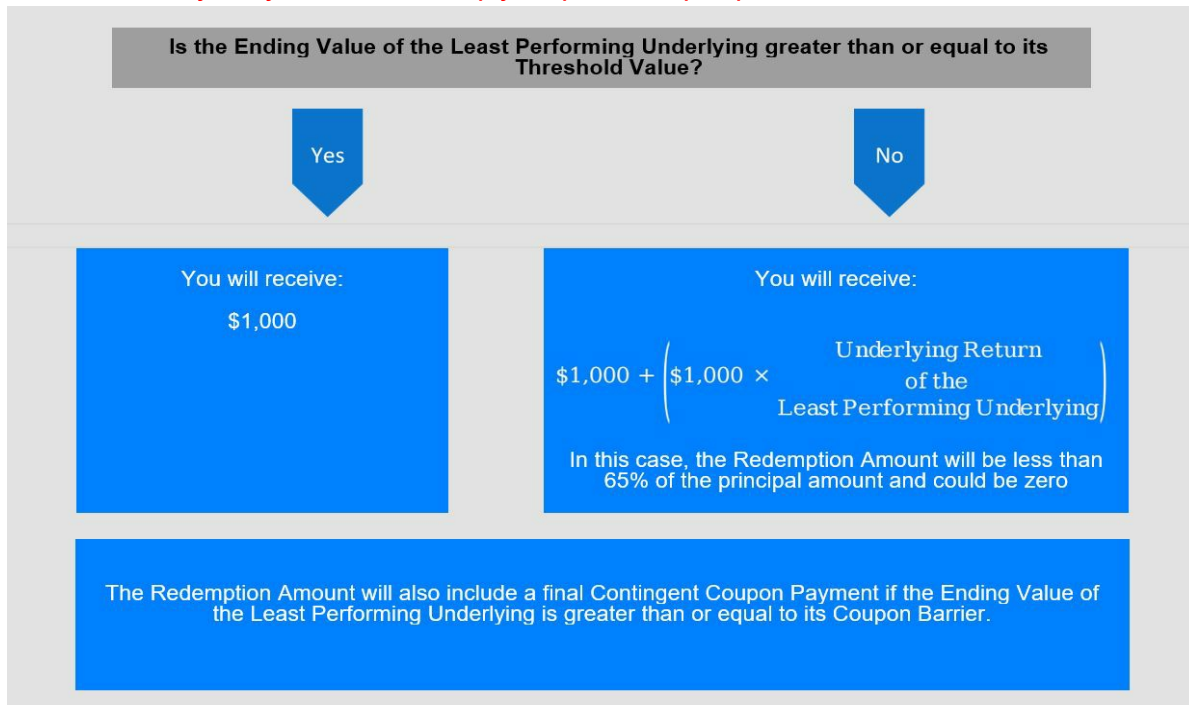 Is the Ending Value of the Least Performing Underlying greater than or equal to its
Threshold Value?
Yes
No
You will receive:
$1,000
You will receive:
$1,000 + ($1,000 × Underlying Return
of the
Least Performing Underlying)
In this case, the Redemption Amount will be less than
65% of the principal amount and could be zero
The Redemption Amount will also include a final Contingent Coupon Payment if the Ending Value of
the Least Performing Underlying is greater than or equal to its Coupon Barrier.